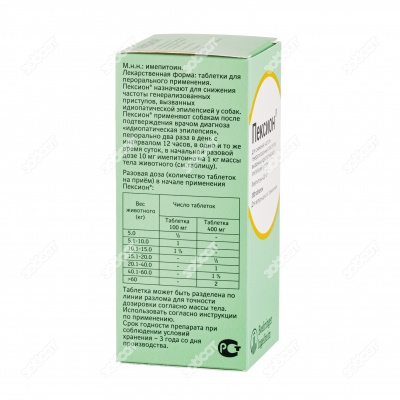 М.н.н.: имепитоин.
Лекарственная форма: таблетки для
перорального применения.
Пексион® назначают для снижения
частоты генерализованных
приступов, вызванных
идиопатической эпилепсией у собак.
Пексион® применяют собакам после
подтверждения врачом диагноза
«идиопатическая эпилепсия»,
перорально два раза в день с
интервалом 12 часов, в одно и то же
время суток, в начальной разовой
дозе 10 мг имепитоина на 1 кг массы
тела животного (см.таблицу).
Разовая доза (количество таблеток
на приём) в начале применения
Пексион®:
Вес животного (кг) Число таблеток
Таблетка 100 мг Таблетка 400 мг
5.0 ½ -
5.1-10.0 1 -
10.1-15.0 1 ½ -
15.1-20.0 - ½
20.1-40.0 - 1
40.1-60.0 - 1 ½
>60 - 2
Таблетка может быть разделена по
линии разлома для точности
дозировки согласно массы тела.
Использовать согласно инструкции
по применению.
Срок годности препарата при
соблюдении условий
хранения – 3 года со дня
производства.
Пексион®